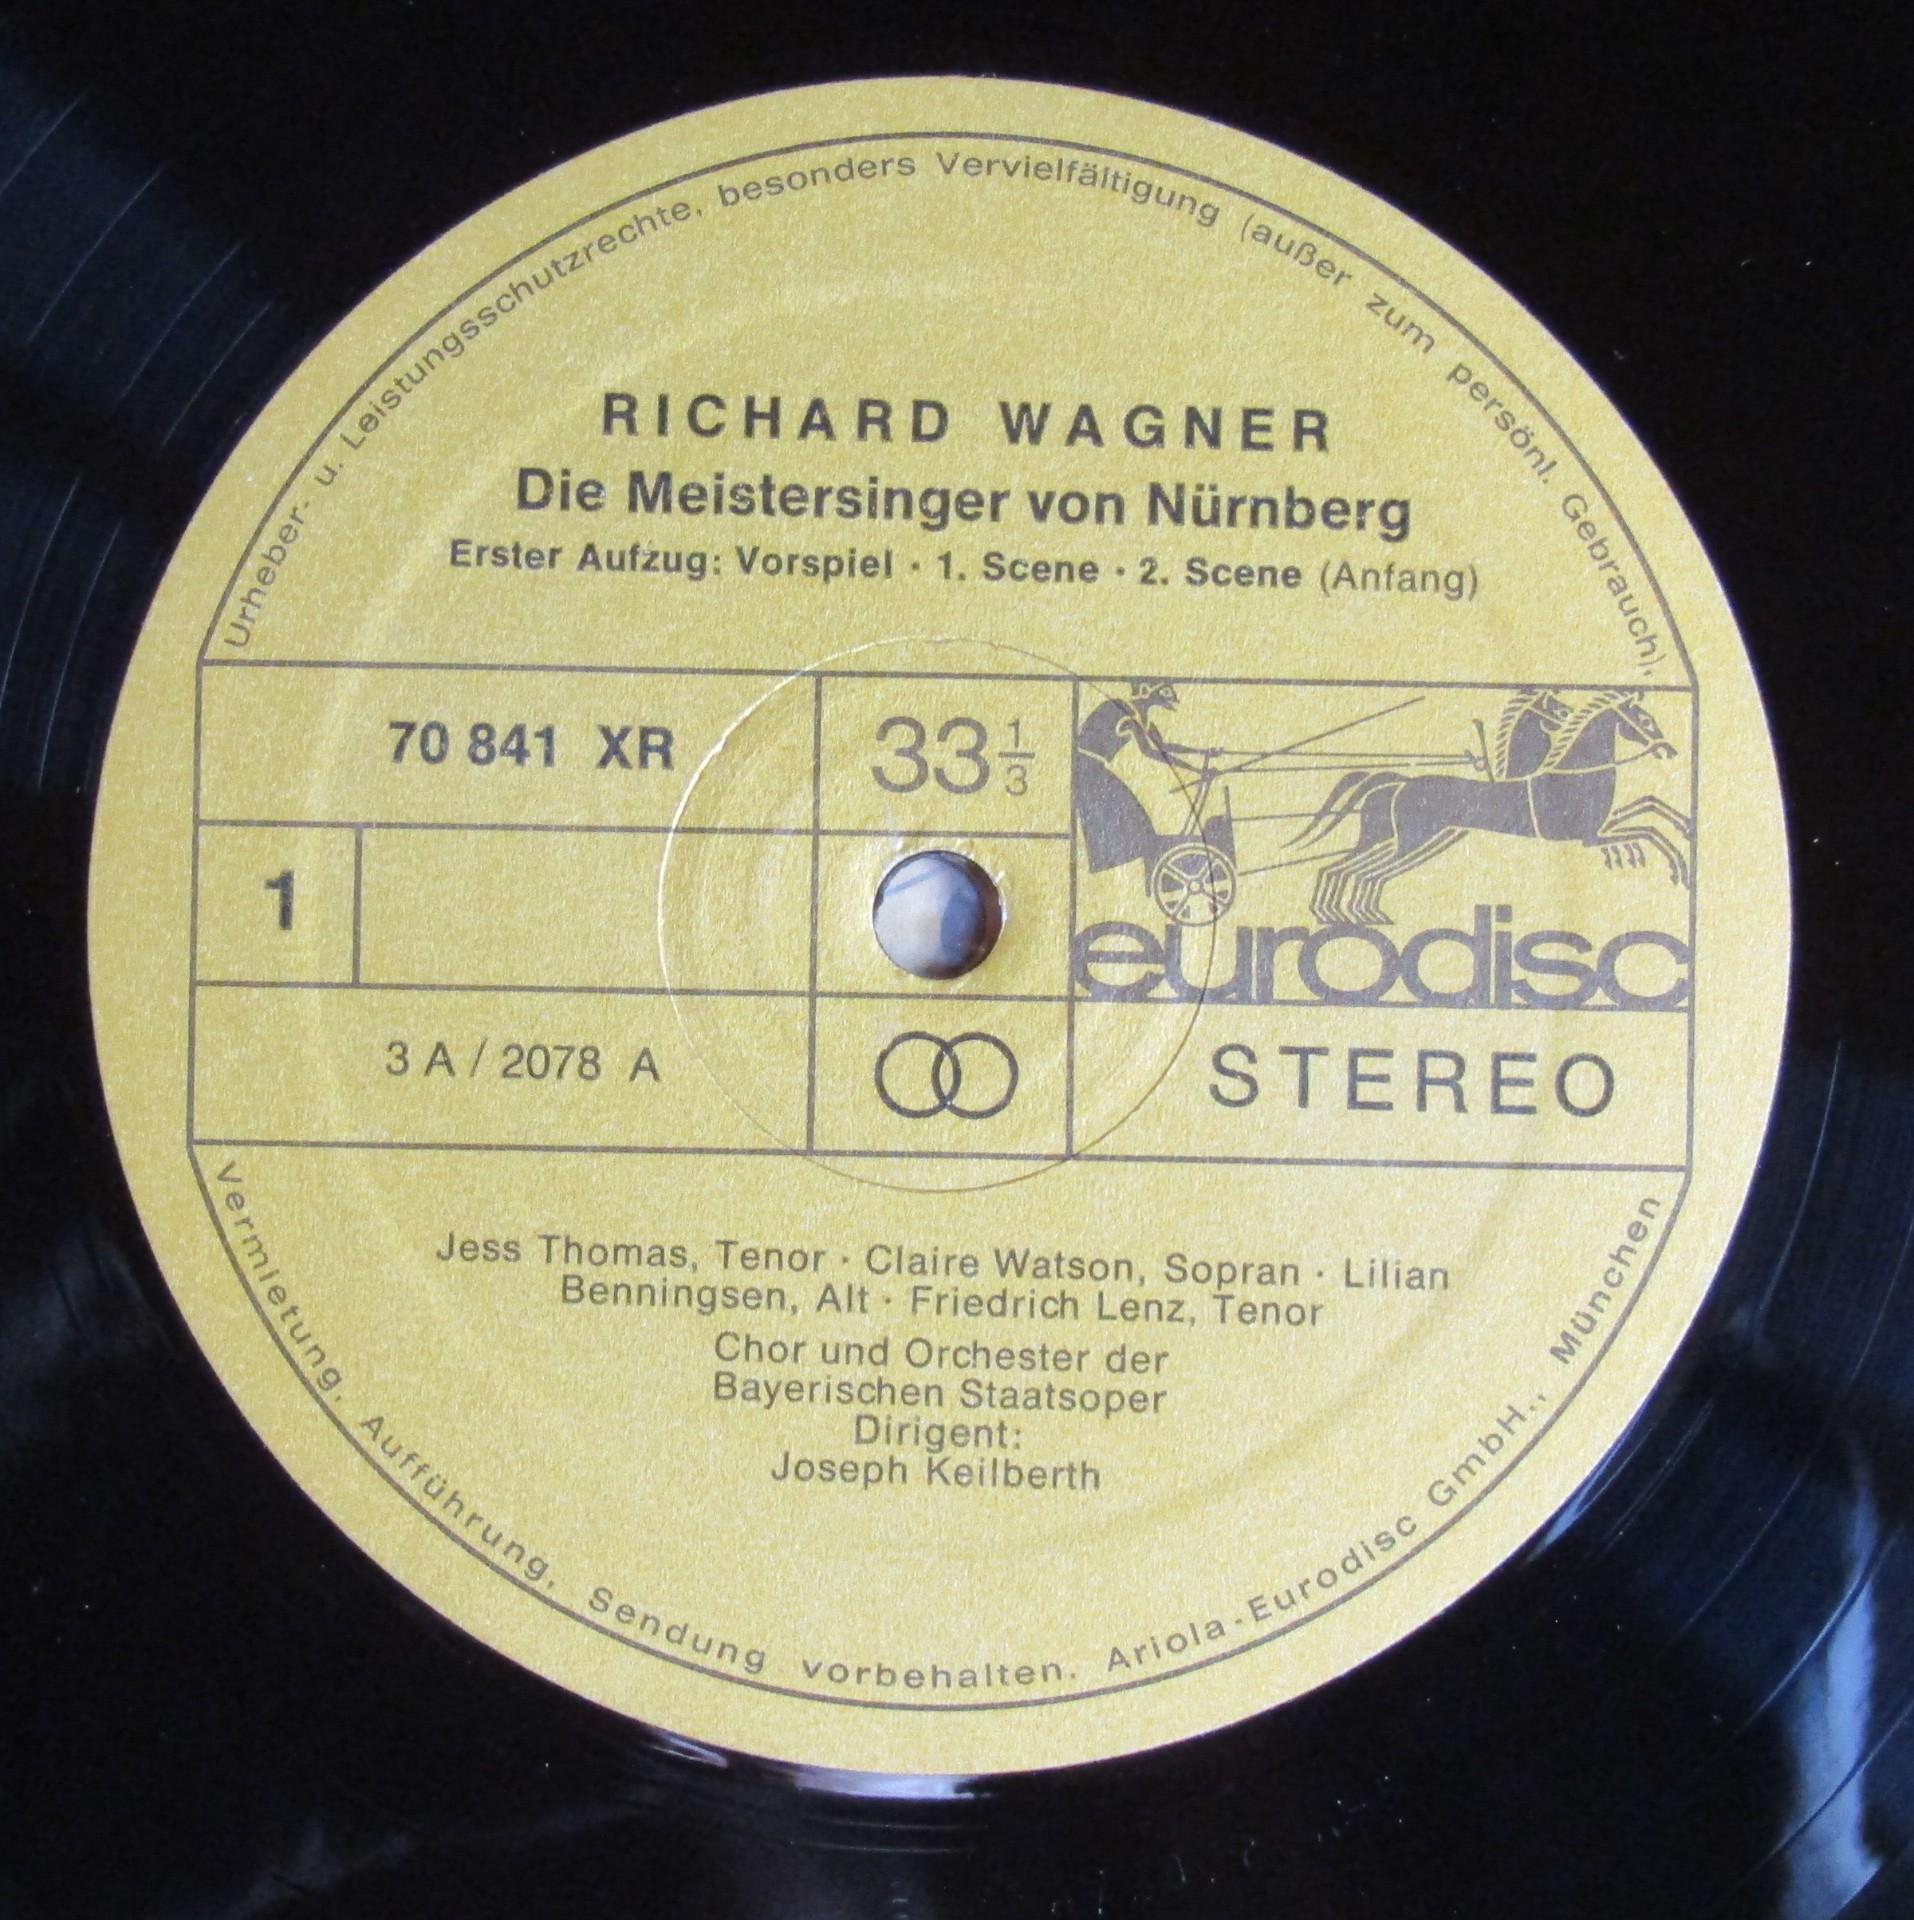 Urheber- u. Leistungsschutzrechte, besonders Vervielfältigung (außer zum persönl. Gebrauch),
RICHARD WAGNER
Die Meistersinger von Nürnberg
Erster Aufzug: Vorspiel · 1. Scene · 2. Scene (Anfang)
70 841 XR
33 1/3
1
eurodisc
3 A / 2078 A
STEREO
Jess Thomas, Tenor · Claire Watson, Sopran · Lilian
Benningsen, Alt · Friedrich Lenz, Tenor
Chor und Orchester der
Bayerischen Staatsoper
Dirigent:
Joseph Keilberth
Vermietung, Aufführung, Sendung vorbehalten. Ariola-Eurodisc GmbH., München